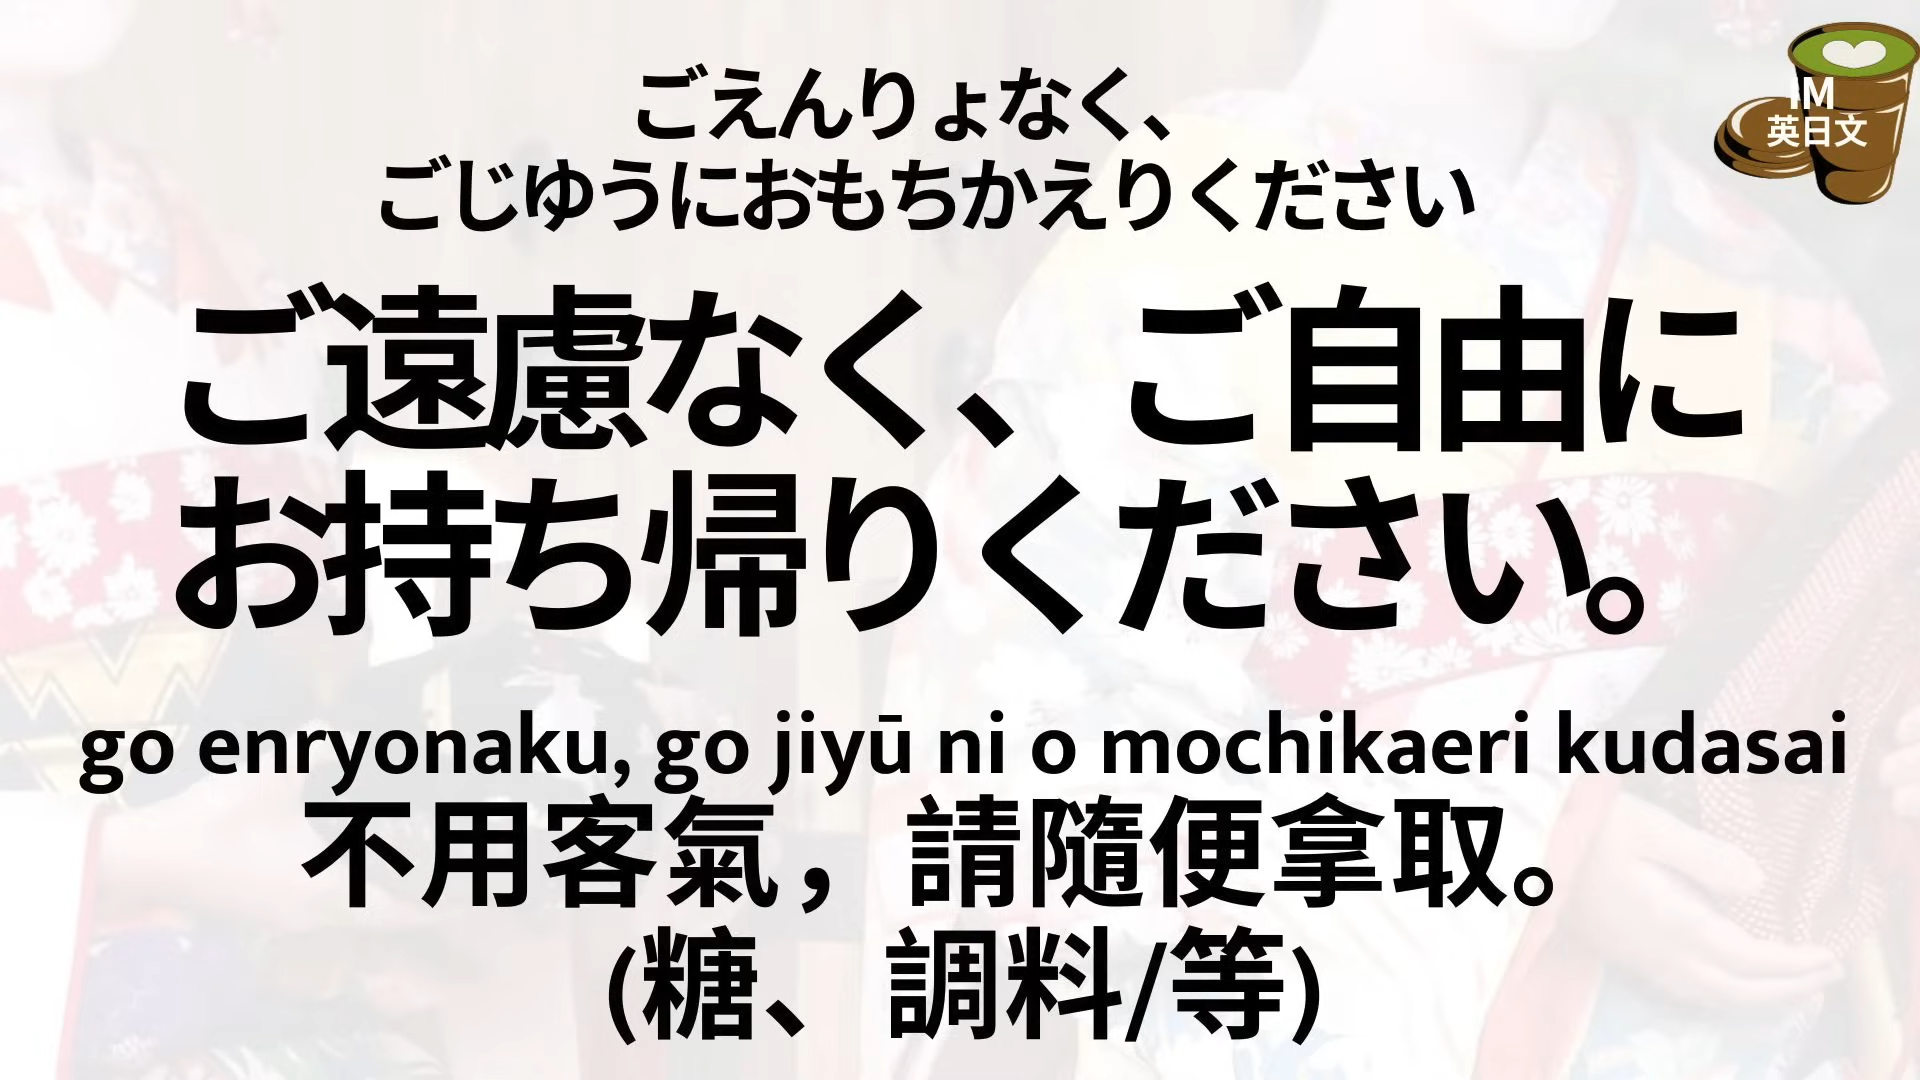 ごえんりょなく、
ごじゆうにおもちかえりください
ご遠慮なく、ご自由に
お持ち帰りください。
go enryonaku, go jiyū ni o mochikaeri kudasai
不用客氣，請隨便拿取。
(糖、調料/等)
IM
英日文